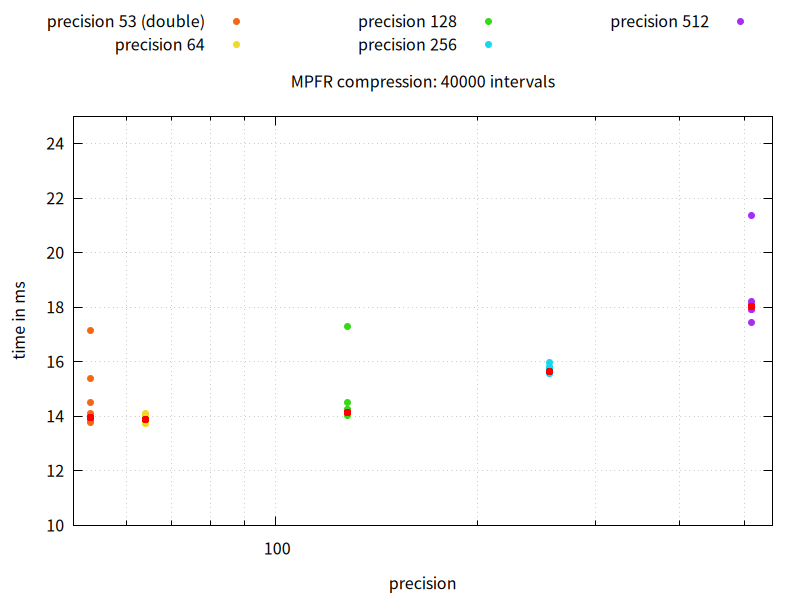 precision 53 (double)
precision 64
precision 128
precision 256
precision 512
MPFR compression: 40000 intervals
24
22
20
18
16
14
12
10
time in ms
100
precision